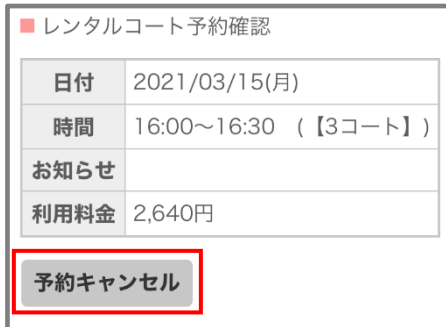 ■ レンタルコート予約確認
日付 2021/03/15(月)
時間 16:00〜16:30 (【3コート】)
お知らせ
利用料金 2,640円
予約キャンセル